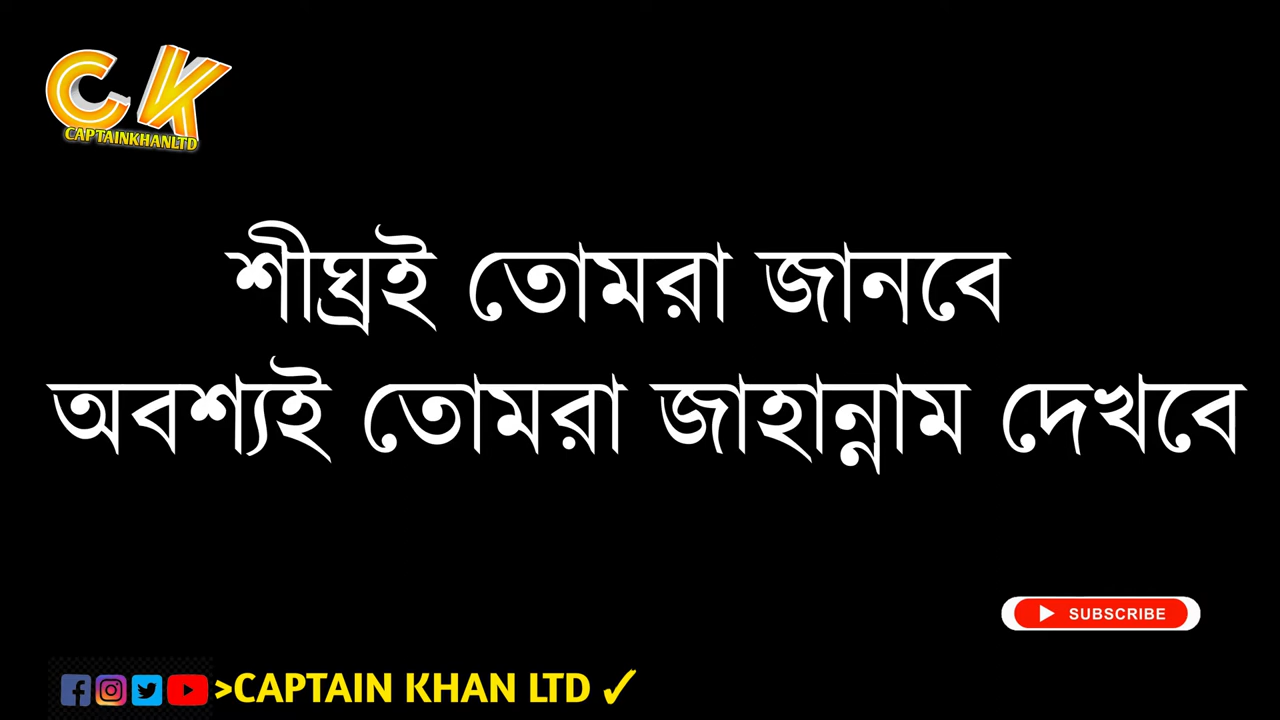 CK
CAPTAINKHANLTD
শীঘ্রই তোমরা জানবে
অবশ্যই তোমরা জাহান্নাম দেখবে
SUBSCRIBE
>CAPTAIN KHAN LTD ✓